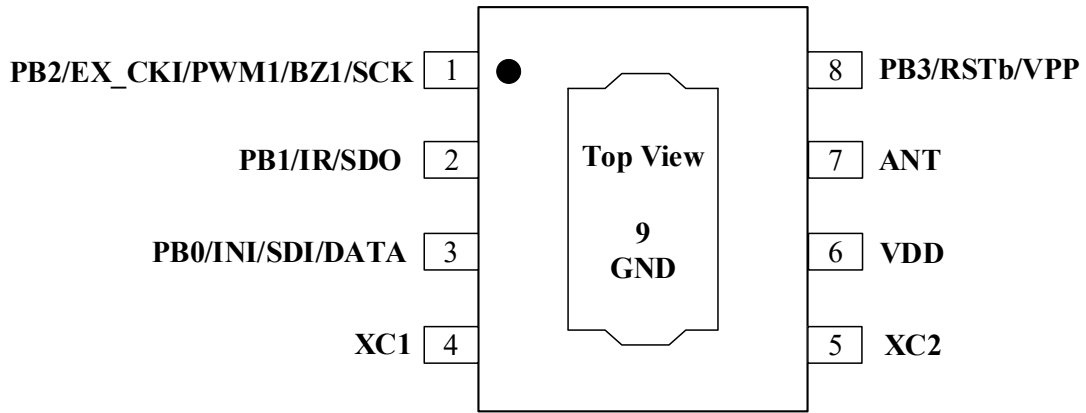 PB2/EX_CKI/PWM1/BZ1/SCK 1
8 PB3/RSTb/VPP
PB1/IR/SDO 2
Top View
7 ANT
PB0/INI/SDI/DATA 3
9
GND
6 VDD
XC1 4
5 XC2